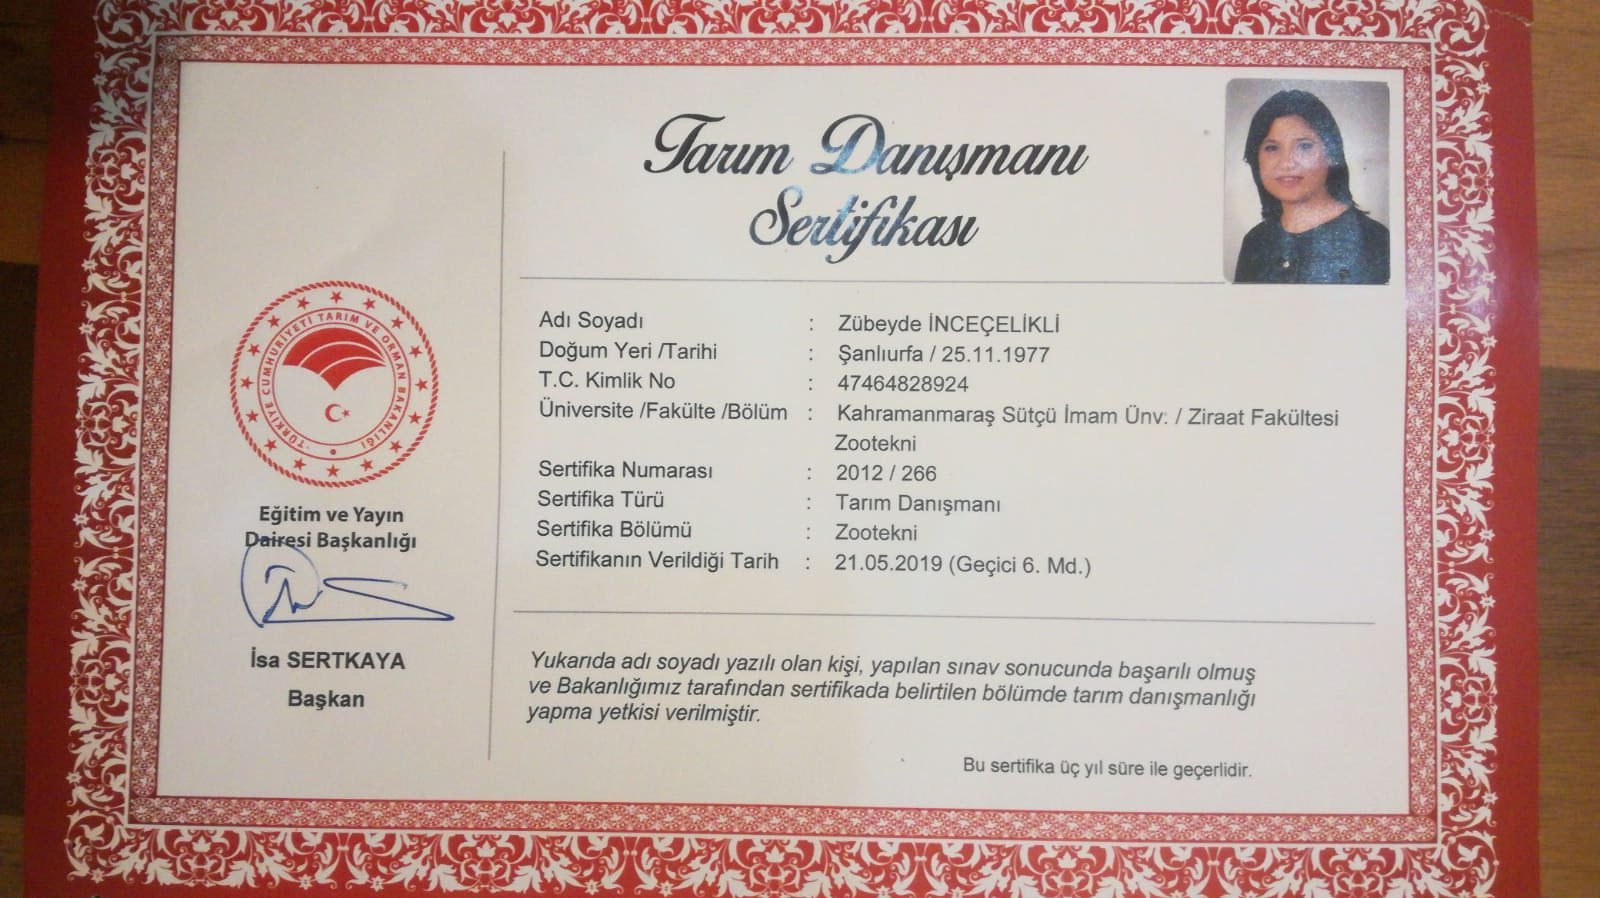 Tarım Danışmanı
Sertifikası
TÜRKİYE CUMHURİYETİ TARIM VE ORMAN BAKANLIĞI
Eğitim ve Yayın
Dairesi Başkanlığı
İsa SERTKAYA
Başkan
Adı Soyadı : Zübeyde İNCEÇELİKLİ
Doğum Yeri /Tarihi : Şanlıurfa / 25.11.1977
T.C. Kimlik No : 47464828924
Üniversite /Fakülte /Bölüm : Kahramanmaraş Sütçü İmam Ünv. / Ziraat Fakültesi
Zootekni
Sertifika Numarası : 2012 / 266
Sertifika Türü : Tarım Danışmanı
Sertifika Bölümü : Zootekni
Sertifikanın Verildiği Tarih : 21.05.2019 (Geçici 6. Md.)
Yukarıda adı soyadı yazılı olan kişi, yapılan sınav sonucunda başarılı olmuş
ve Bakanlığımız tarafından sertifikada belirtilen bölümde tarım danışmanlığı
yapma yetkisi verilmiştir.
Bu sertifika üç yıl süre ile geçerlidir.